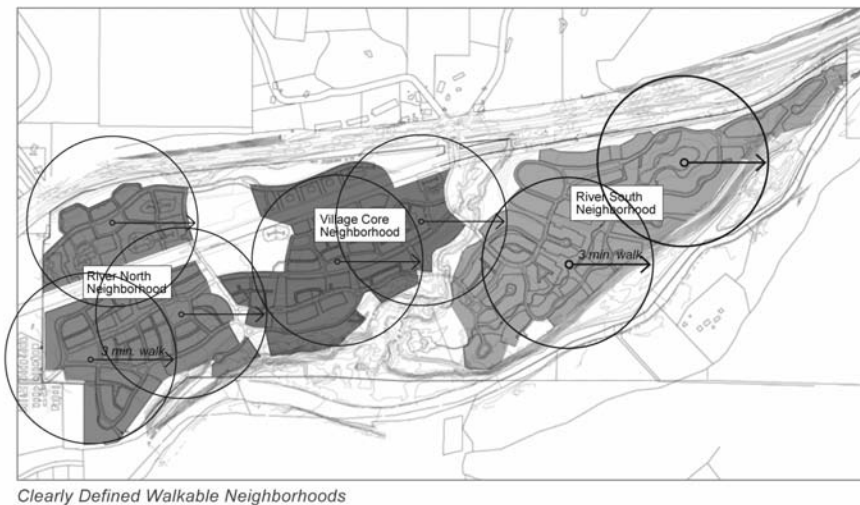 Village Core
Neighborhood
River South
Neighborhood
3 min. walk
River North
Neighborhood
3 min. walk
Clearly Defined Walkable Neighborhoods